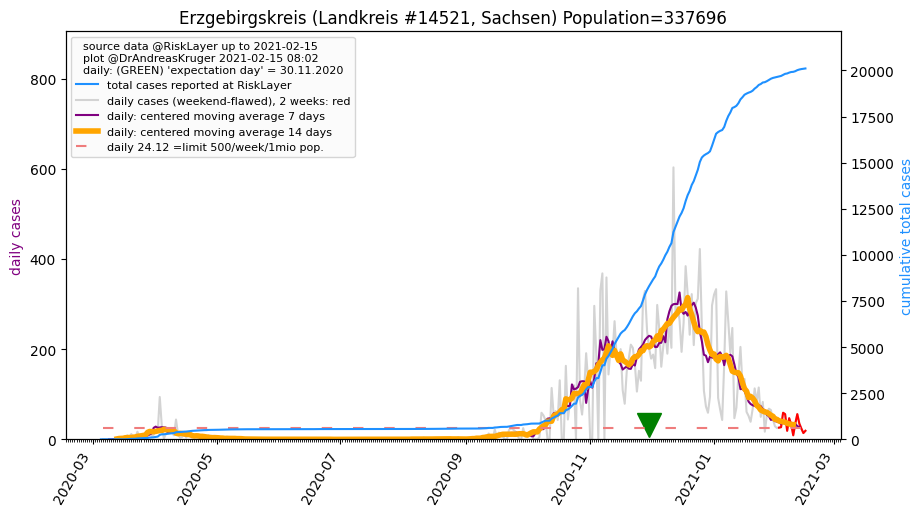 Erzgebirgskreis (Landkreis #14521, Sachsen) Population=337696
source data @RiskLayer up to 2021-02-15
plot @DrAndreasKruger 2021-02-15 08:02
daily: (GREEN) 'expectation day' = 30.11.2020
total cases reported at RiskLayer
daily cases (weekend-flawed), 2 weeks: red
daily: centered moving average 7 days
daily: centered moving average 14 days
daily 24.12 =limit 500/week/1mio pop.
daily cases
800
600
400
200
0
cumulative total cases
20000
17500
15000
12500
10000
7500
5000
2500
0
2020-03
2020-05
2020-07
2020-09
2020-11
2021-01
2021-03